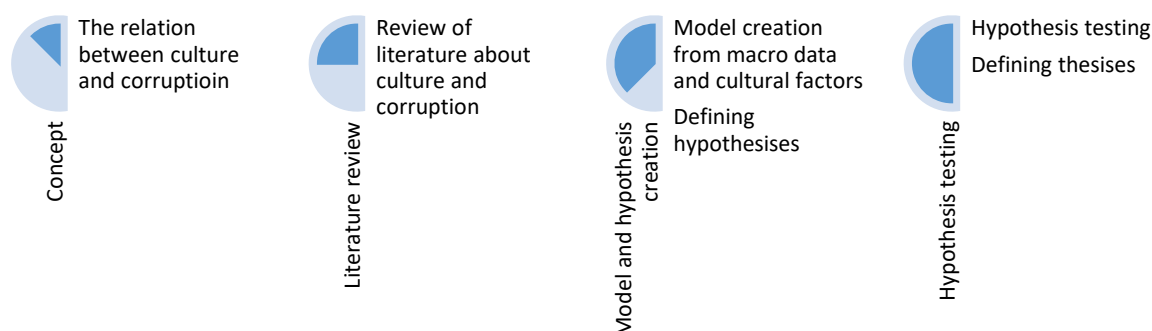 The relation
between culture
and corruptioin
Concept
Review of
literature about
culture and
corruption
Literature review
Model creation
from macro data
and cultural factors
Defining
hypothesises
Model and hypothesis
creation
Hypothesis testing
Defining thesises
Hypothesis testing